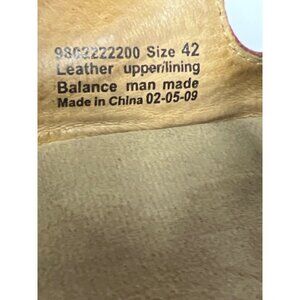 9802222200 Size 42
Leather upper/lining
Balance man made
Made in China 02-05-09